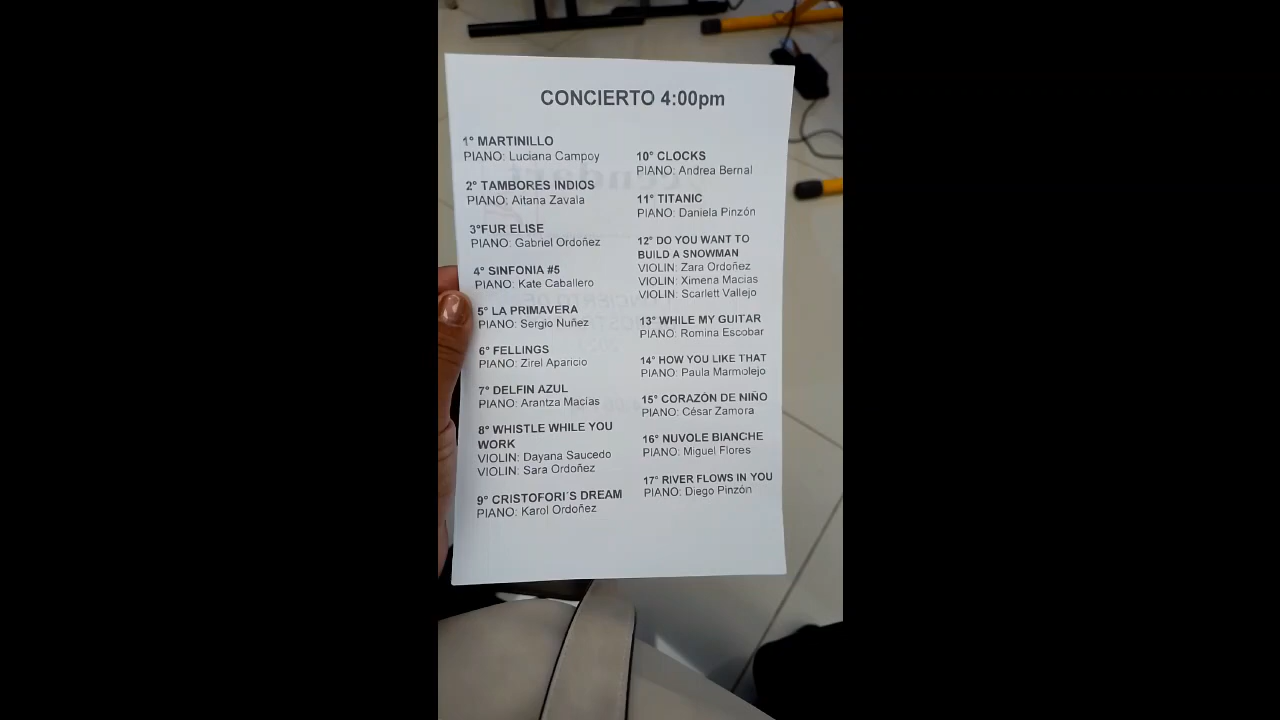 CONCIERTO 4:00pm
1° MARTINILLO
PIANO: Luciana Campoy
2° TAMBORES INDIOS
PIANO: Aitana Zavala
3°FUR ELISE
PIANO: Gabriel Ordoñez
4° SINFONIA #5
PIANO: Kate Caballero
5° LA PRIMAVERA
PIANO: Sergio Nuñez
6° FELLINGS
PIANO: Zirel Aparicio
7° DELFIN AZUL
PIANO: Arantza Macías
8° WHISTLE WHILE YOU
WORK
VIOLIN: Dayana Saucedo
VIOLIN: Sara Ordoñez
9° CRISTOFORI´S DREAM
PIANO: Karol Ordoñez
10° CLOCKS
PIANO: Andrea Bernal
11° TITANIC
PIANO: Daniela Pinzón
12° DO YOU WANT TO
BUILD A SNOWMAN
VIOLIN: Zara Ordoñez
VIOLIN: Ximena Macias
VIOLIN: Scarlett Vallejo
13° WHILE MY GUITAR
PIANO: Romina Escobar
14° HOW YOU LIKE THAT
PIANO: Paula Marmolejo
15° CORAZÓN DE NIÑO
PIANO: César Zamora
16° NUVOLE BIANCHE
PIANO: Miguel Flores
17° RIVER FLOWS IN YOU
PIANO: Diego Pinzón